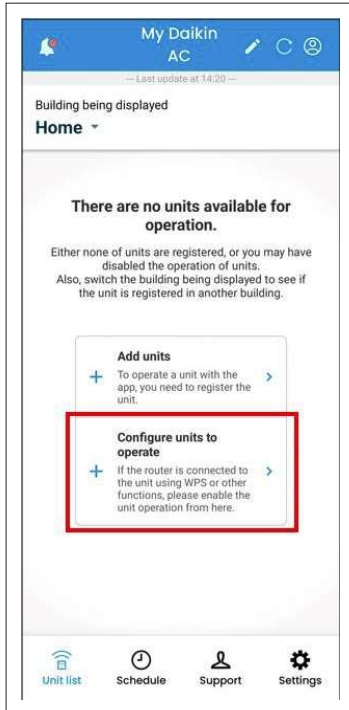 My Daikin
AC
— Last update at 14:20 —
Building being displayed
Home
There are no units available for
operation.
Either none of units are registered, or you may have
disabled the operation of units.
Also, switch the building being displayed to see if
the unit is registered in another building.
Add units
To operate a unit with the
app, you need to register the
unit.
Configure units to
operate
If the router is connected to
the unit using WPS or other
functions, please enable the
unit operation from here.
Unit list
Schedule
Support
Settings